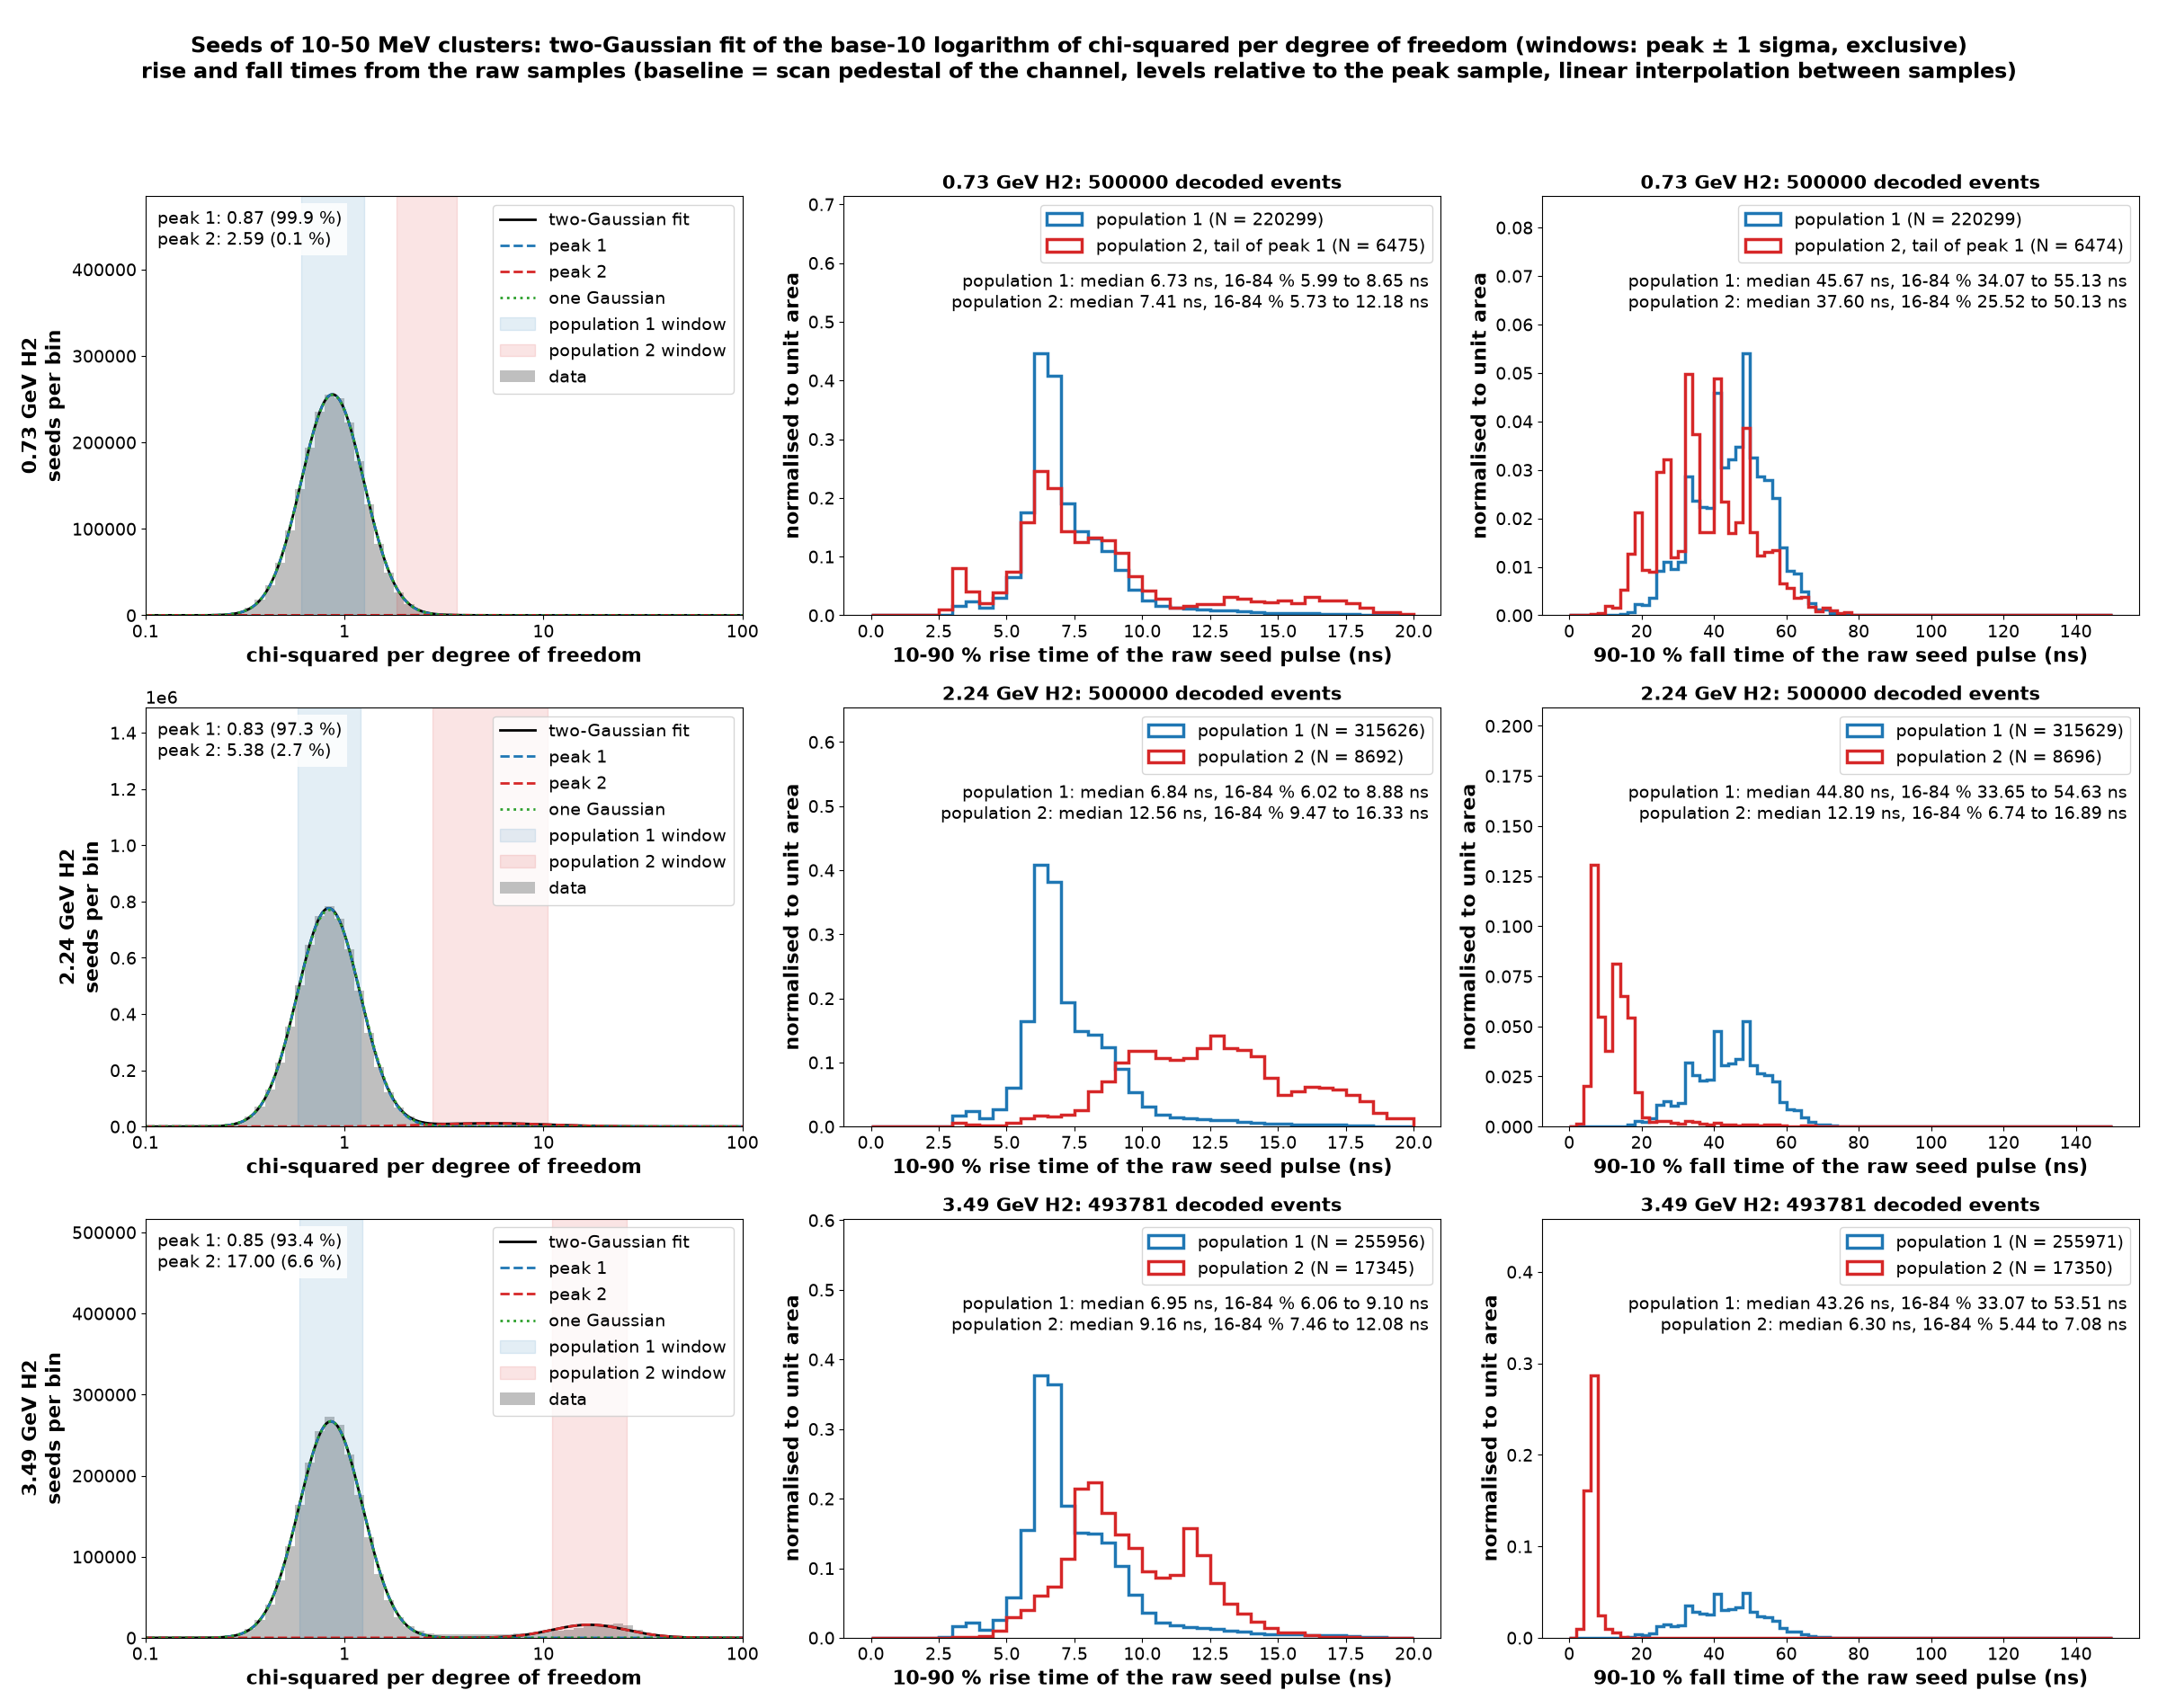 Seeds of 10-50 MeV clusters: two-Gaussian fit of the base-10 logarithm of chi-squared per degree of freedom (windows: peak ± 1 sigma, exclusive)
rise and fall times from the raw samples (baseline = scan pedestal of the channel, levels relative to the peak sample, linear interpolation between samples)
0.73 GeV H2
seeds per bin
400000
300000
200000
100000
0
peak 1: 0.87 (99.9 %)
peak 2: 2.59 (0.1 %)
two-Gaussian fit
peak 1
peak 2
one Gaussian
population 1 window
population 2 window
data
0.1 1 10 100
chi-squared per degree of freedom
0.73 GeV H2: 500000 decoded events
normalised to unit area
0.7
0.6
0.5
0.4
0.3
0.2
0.1
0.0
population 1 (N = 220299)
population 2, tail of peak 1 (N = 6475)
population 1: median 6.73 ns, 16-84 % 5.99 to 8.65 ns
population 2: median 7.41 ns, 16-84 % 5.73 to 12.18 ns
0.0 2.5 5.0 7.5 10.0 12.5 15.0 17.5 20.0
10-90 % rise time of the raw seed pulse (ns)
0.73 GeV H2: 500000 decoded events
normalised to unit area
0.08
0.07
0.06
0.05
0.04
0.03
0.02
0.01
0.00
population 1 (N = 220299)
population 2, tail of peak 1 (N = 6474)
population 1: median 45.67 ns, 16-84 % 34.07 to 55.13 ns
population 2: median 37.60 ns, 16-84 % 25.52 to 50.13 ns
0 20 40 60 80 100 120 140
90-10 % fall time of the raw seed pulse (ns)
2.24 GeV H2
seeds per bin
1e6
1.4
1.2
1.0
0.8
0.6
0.4
0.2
0.0
peak 1: 0.83 (97.3 %)
peak 2: 5.38 (2.7 %)
two-Gaussian fit
peak 1
peak 2
one Gaussian
population 1 window
population 2 window
data
0.1 1 10 100
chi-squared per degree of freedom
2.24 GeV H2: 500000 decoded events
normalised to unit area
0.6
0.5
0.4
0.3
0.2
0.1
0.0
population 1 (N = 315626)
population 2 (N = 8692)
population 1: median 6.84 ns, 16-84 % 6.02 to 8.88 ns
population 2: median 12.56 ns, 16-84 % 9.47 to 16.33 ns
0.0 2.5 5.0 7.5 10.0 12.5 15.0 17.5 20.0
10-90 % rise time of the raw seed pulse (ns)
2.24 GeV H2: 500000 decoded events
normalised to unit area
0.200
0.175
0.150
0.125
0.100
0.075
0.050
0.025
0.000
population 1 (N = 315629)
population 2 (N = 8696)
population 1: median 44.80 ns, 16-84 % 33.65 to 54.63 ns
population 2: median 12.19 ns, 16-84 % 6.74 to 16.89 ns
0 20 40 60 80 100 120 140
90-10 % fall time of the raw seed pulse (ns)
3.49 GeV H2
seeds per bin
500000
400000
300000
200000
100000
0
peak 1: 0.85 (93.4 %)
peak 2: 17.00 (6.6 %)
two-Gaussian fit
peak 1
peak 2
one Gaussian
population 1 window
population 2 window
data
0.1 1 10 100
chi-squared per degree of freedom
3.49 GeV H2: 493781 decoded events
normalised to unit area
0.6
0.5
0.4
0.3
0.2
0.1
0.0
population 1 (N = 255956)
population 2 (N = 17345)
population 1: median 6.95 ns, 16-84 % 6.06 to 9.10 ns
population 2: median 9.16 ns, 16-84 % 7.46 to 12.08 ns
0.0 2.5 5.0 7.5 10.0 12.5 15.0 17.5 20.0
10-90 % rise time of the raw seed pulse (ns)
3.49 GeV H2: 493781 decoded events
normalised to unit area
0.4
0.3
0.2
0.1
0.0
population 1 (N = 255971)
population 2 (N = 17350)
population 1: median 43.26 ns, 16-84 % 33.07 to 53.51 ns
population 2: median 6.30 ns, 16-84 % 5.44 to 7.08 ns
0 20 40 60 80 100 120 140
90-10 % fall time of the raw seed pulse (ns)